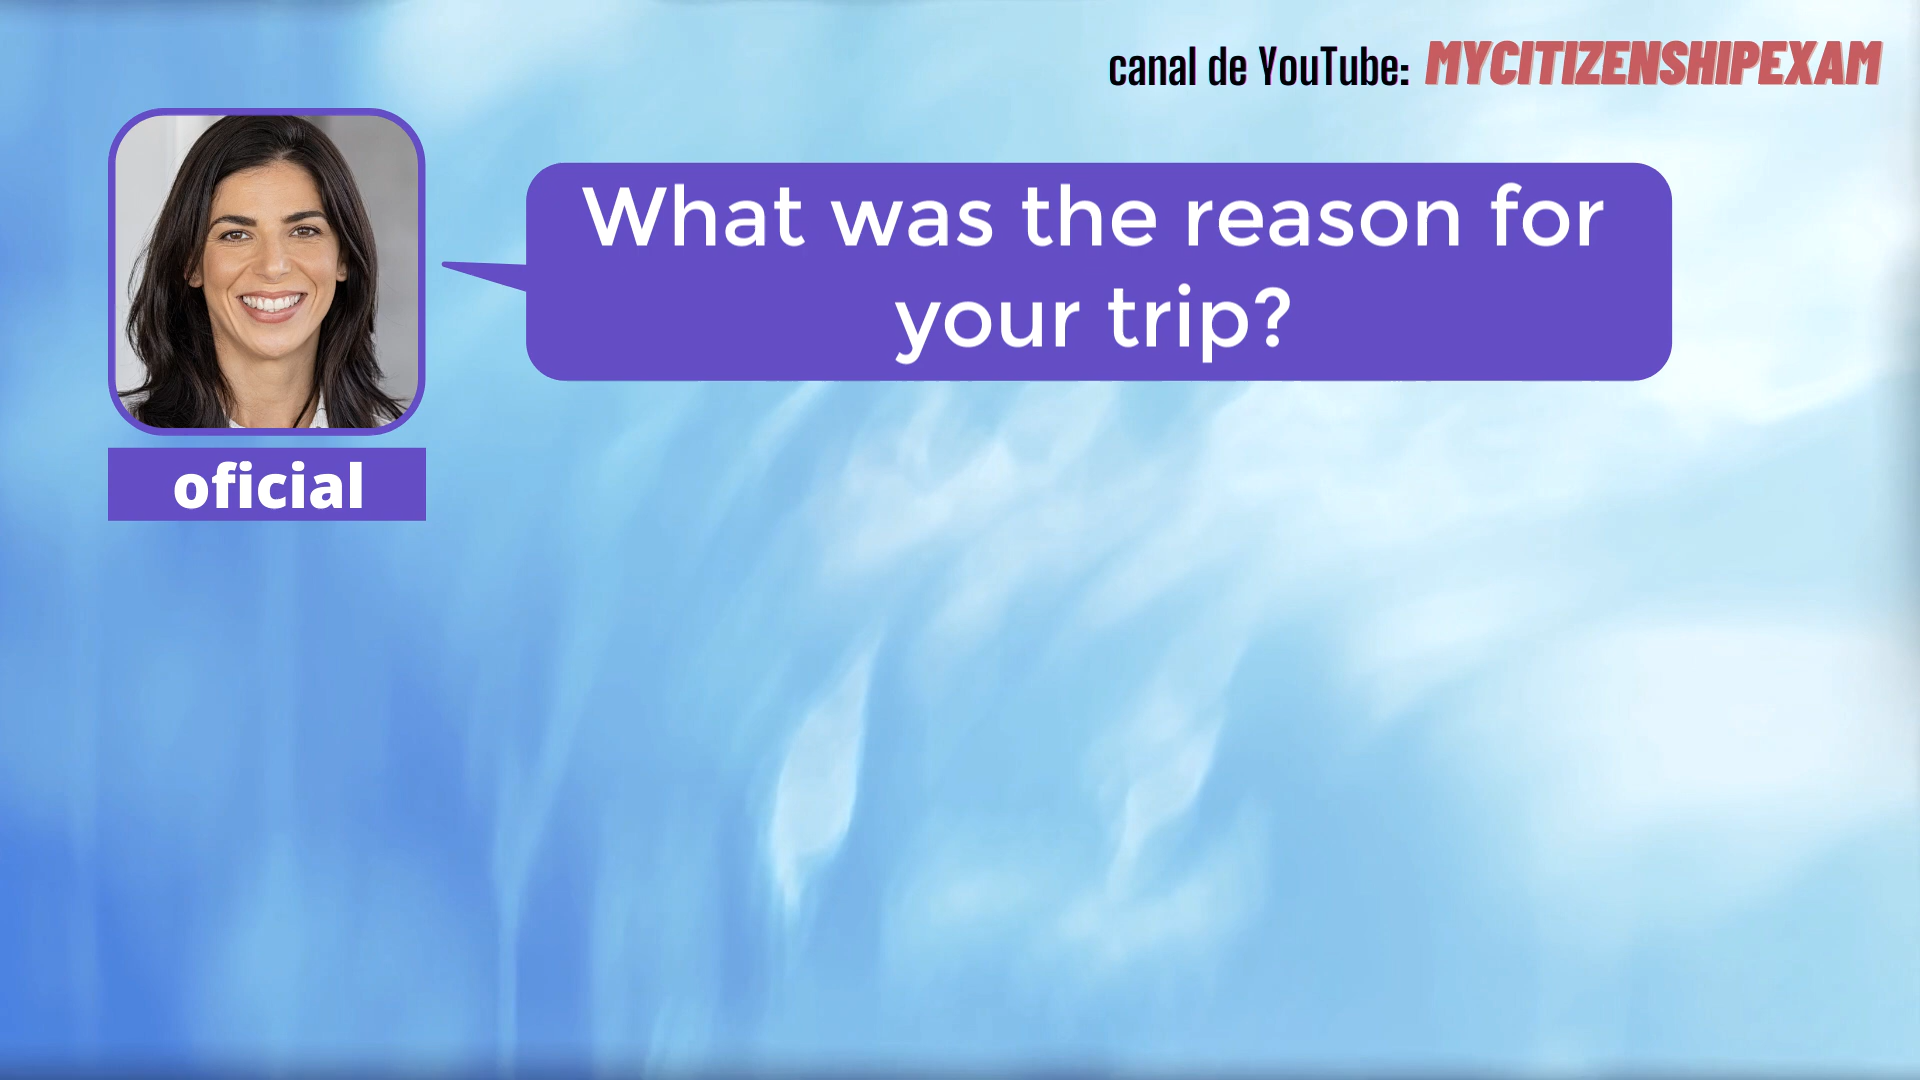 canal de YouTube: MYCITIZENSHIPEXAM
What was the reason for
your trip?
oficial